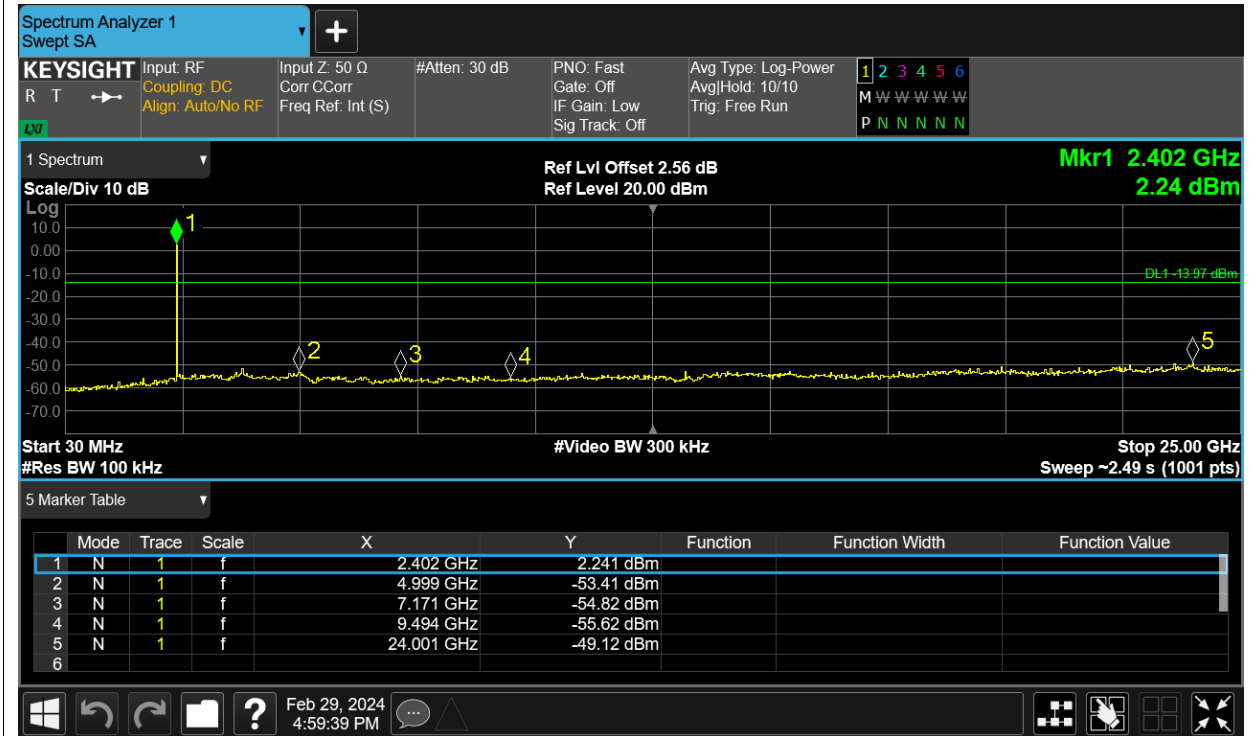 Spectrum Analyzer 1
Swept SA
KEYSIGHT
R T
LXI
Input: RF
Coupling: DC
Align: Auto/No RF
Input Z: 50 Ω
Corr CCorr
Freq Ref: Int (S)
#Atten: 30 dB
PNO: Fast
Gate: Off
IF Gain: Low
Sig Track: Off
Avg Type: Log-Power
Avg|Hold: 10/10
Trig: Free Run
1 2 3 4 5 6
M W W W W W
P N N N N N
1 Spectrum
Scale/Div 10 dB
Ref Lvl Offset 2.56 dB
Ref Level 20.00 dBm
Mkr1 2.402 GHz
2.24 dBm
Log
10.0
0.00
-10.0
-20.0
-30.0
-40.0
-50.0
-60.0
-70.0
1
2
3
4
5
DL1 -13.97 dBm
Start 30 MHz
#Res BW 100 kHz
#Video BW 300 kHz
Stop 25.00 GHz
Sweep ~2.49 s (1001 pts)
5 Marker Table
Mode Trace Scale X Y Function Function Width Function Value
1 N 1 f 2.402 GHz 2.241 dBm
2 N 1 f 4.999 GHz -53.41 dBm
3 N 1 f 7.171 GHz -54.82 dBm
4 N 1 f 9.494 GHz -55.62 dBm
5 N 1 f 24.001 GHz -49.12 dBm
6
?
Feb 29, 2024
4:59:39 PM